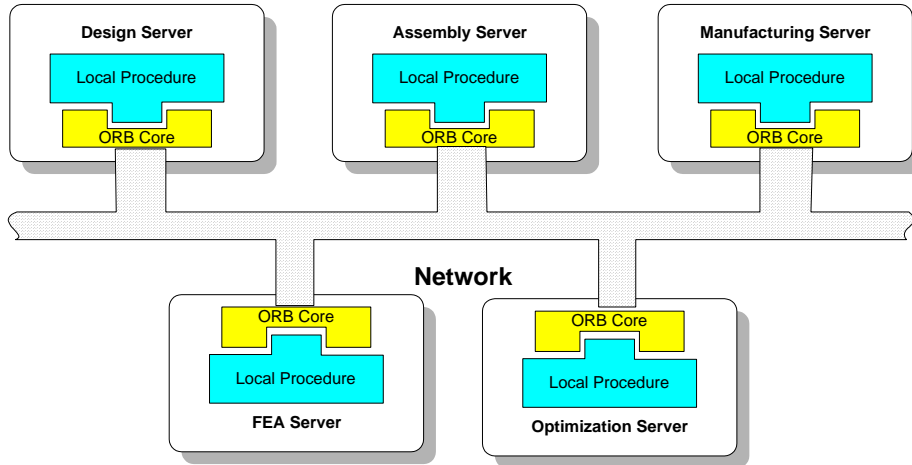 Design Server
Local Procedure
ORB Core
Assembly Server
Local Procedure
ORB Core
Manufacturing Server
Local Procedure
ORB Core
Network
ORB Core
Local Procedure
FEA Server
ORB Core
Local Procedure
Optimization Server